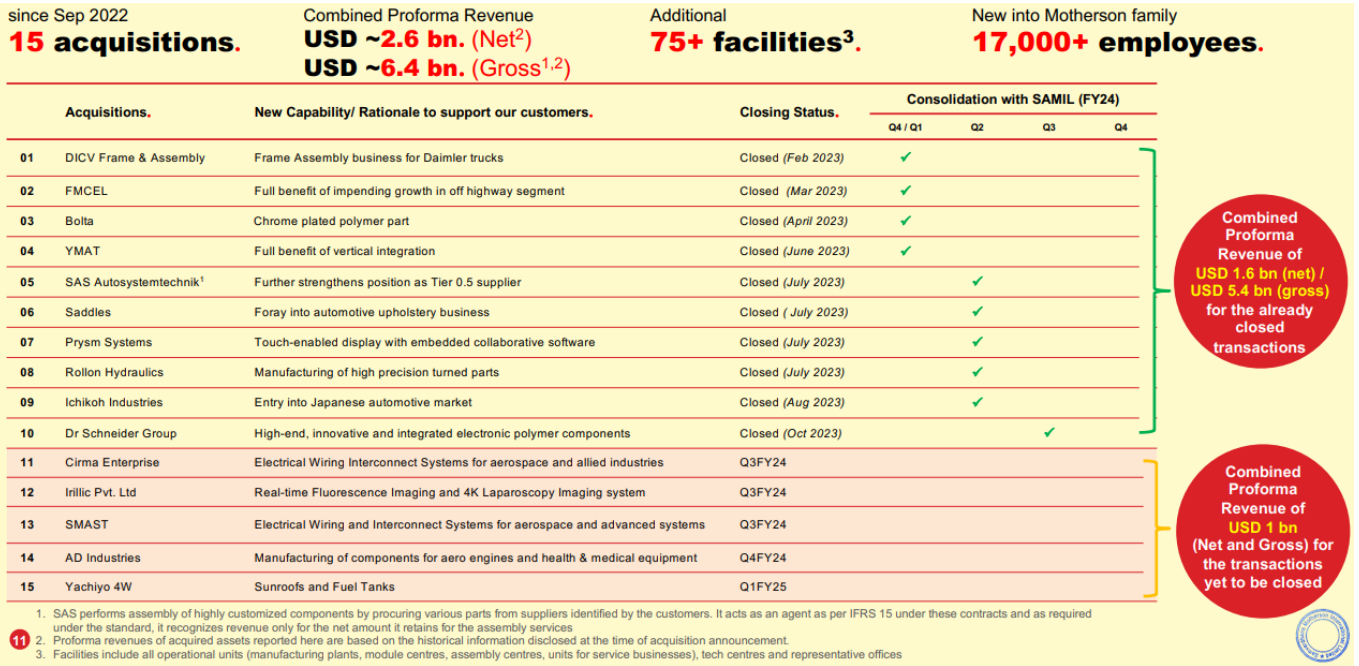 since Sep 2022
15 acquisitions.
Combined Proforma Revenue
USD ~2.6 bn. (Net2)
USD ~6.4 bn. (Gross1,2)
Additional
75+ facilities3.
New into Motherson family
17,000+ employees.
Acquisitions. New Capability/ Rationale to support our customers. Closing Status. Consolidation with SAMIL (FY24)
Q4 / Q1 Q2 Q3 Q4
01 DICV Frame & Assembly Frame Assembly business for Daimler trucks Closed (Feb 2023) ✔
02 FMCEL Full benefit of impending growth in off highway segment Closed (Mar 2023) ✔
03 Bolta Chrome plated polymer part Closed (April 2023) ✔
04 YMAT Full benefit of vertical integration Closed (June 2023) ✔
05 SAS Autosystemtechnik1 Further strengthens position as Tier 0.5 supplier Closed (July 2023) ✔
06 Saddles Foray into automotive upholstery business Closed ( July 2023) ✔
07 Prysm Systems Touch-enabled display with embedded collaborative software Closed (July 2023) ✔
08 Rollon Hydraulics Manufacturing of high precision turned parts Closed (July 2023) ✔
09 Ichikoh Industries Entry into Japanese automotive market Closed (Aug 2023) ✔
10 Dr Schneider Group High-end, innovative and integrated electronic polymer components Closed (Oct 2023) ✔
11 Cirma Enterprise Electrical Wiring Interconnect Systems for aerospace and allied industries Q3FY24
12 Irillic Pvt. Ltd Real-time Fluorescence Imaging and 4K Laparoscopy Imaging system Q3FY24
13 SMAST Electrical Wiring and Interconnect Systems for aerospace and advanced systems Q3FY24
14 AD Industries Manufacturing of components for aero engines and health & medical equipment Q4FY24
15 Yachiyo 4W Sunroofs and Fuel Tanks Q1FY25
Combined
Proforma
Revenue of
USD 1.6 bn (net) /
USD 5.4 bn (gross)
for the already
closed
transactions
Combined
Proforma
Revenue of
USD 1 bn
(Net and Gross) for
the transactions
yet to be closed
1. SAS performs assembly of highly customized components by procuring various parts from suppliers identified by the customers. It acts as an agent as per IFRS 15 under these contracts and as required
under the standard, it recognizes revenue only for the net amount it retains for the assembly services
2. Proforma revenues of acquired assets reported here are based on the historical information disclosed at the time of acquisition announcement.
3. Facilities include all operational units (manufacturing plants, module centres, assembly centres, units for service businesses), tech centres and representative offices
11